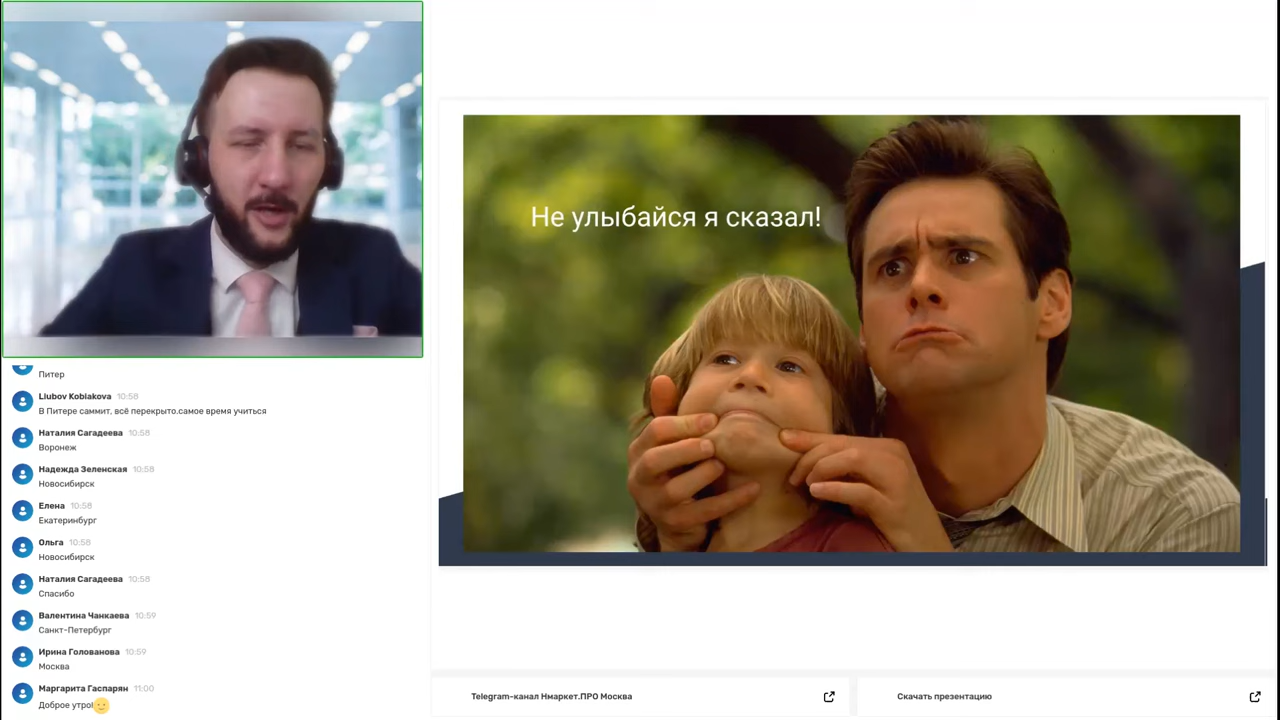 Не улыбайся я сказал!
Питер
Liubov Koblakova 10:58
В Питере саммит, всё перекрыто.самое время учиться
Наталия Сагадеева 10:58
Воронеж
Надежда Зеленская 10:58
Новосибирск
Елена 10:58
Екатеринбург
Ольга 10:58
Новосибирск
Наталия Сагадеева 10:58
Спасибо
Валентина Чанкаева 10:59
Санкт-Петербург
Ирина Голованова 10:59
Москва
Маргарита Гаспарян 11:00
Доброе утро!
Telegram-канал Нмаркет.ПРО Москва
Скачать презентацию